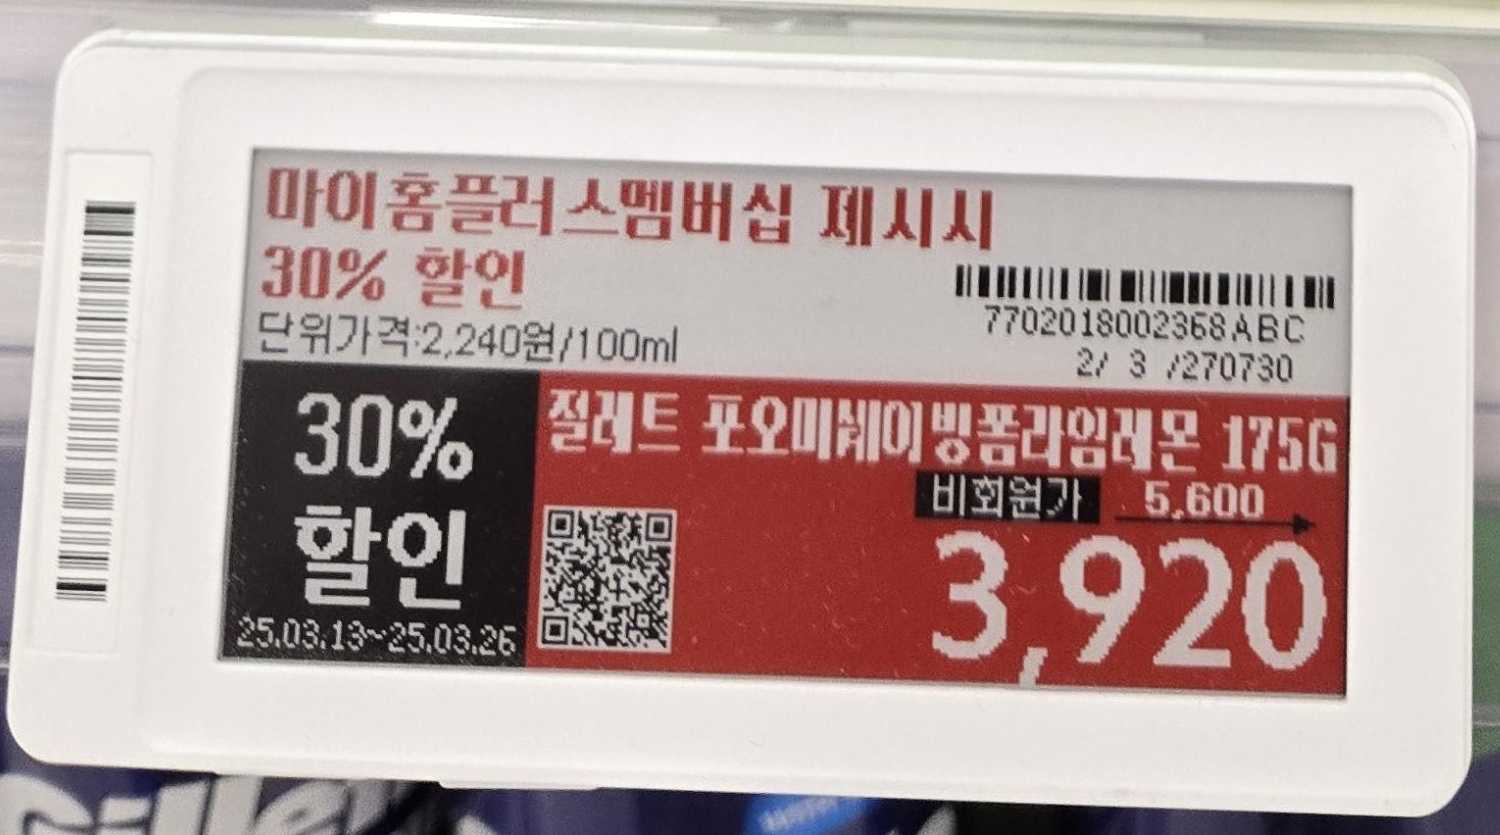 마이홈플러스멤버십 제시시
30% 할인
단위가격:2,240원/100ml
7702018002368ABC
2/ 3 /270730
30%
할인
25.03.13~25.03.26
질레트 포오미쉐이빙폼라임레몬 175G
비회원가 5,600
3,920
Gillet